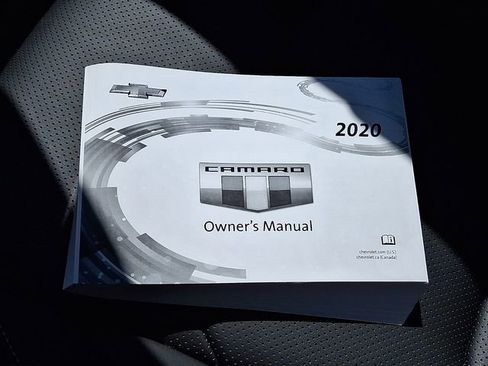 2020
CAMARO
Owner's Manual
chevrolet.com (U.S.)
chevrolet.ca (Canada)